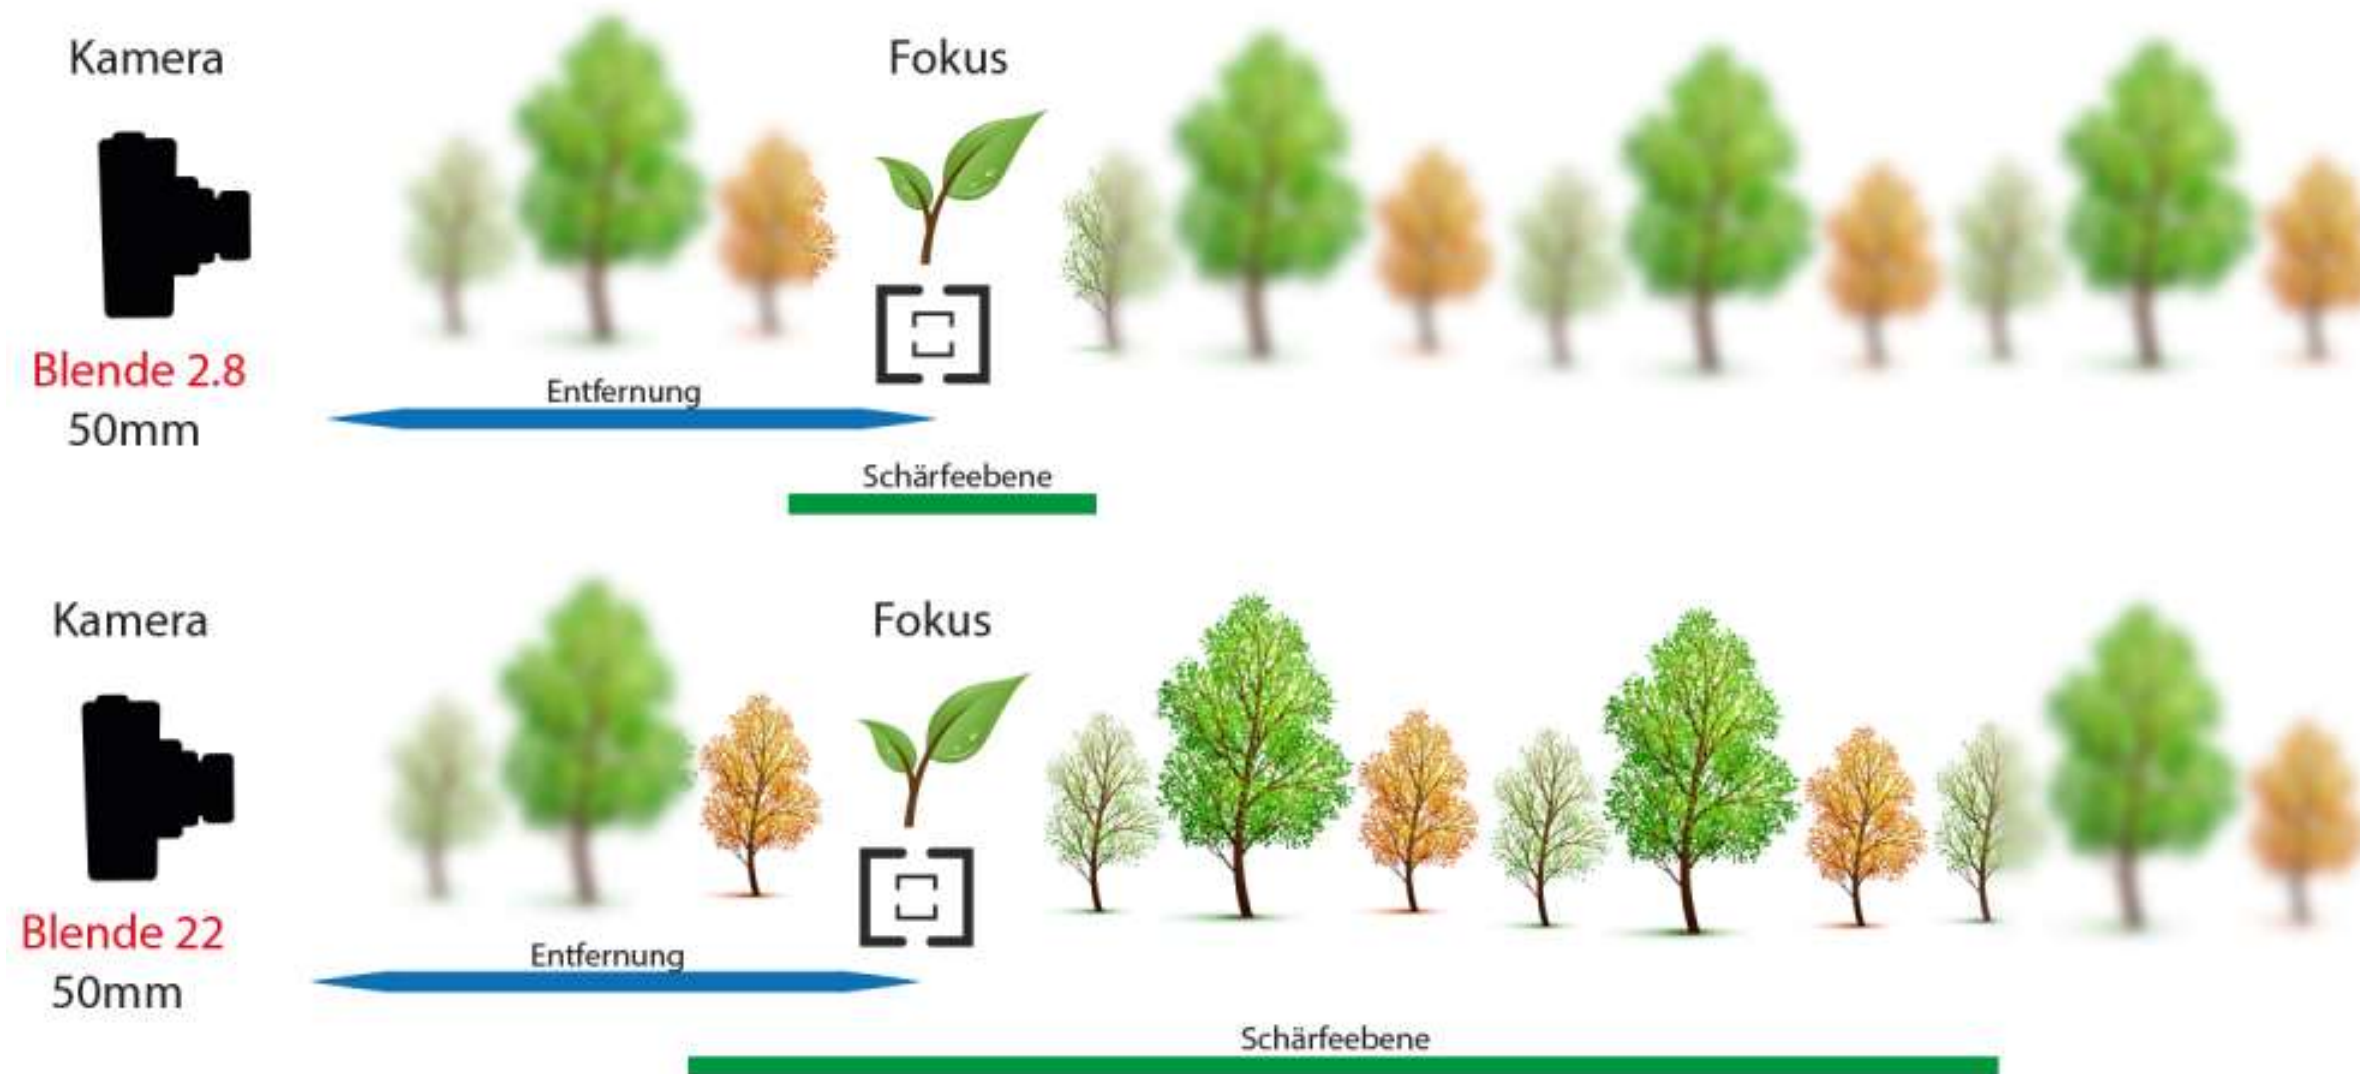 Kamera
Fokus
Blende 2.8
50mm
Entfernung
Schärfeebene
Kamera
Fokus
Blende 22
50mm
Entfernung
Schärfeebene